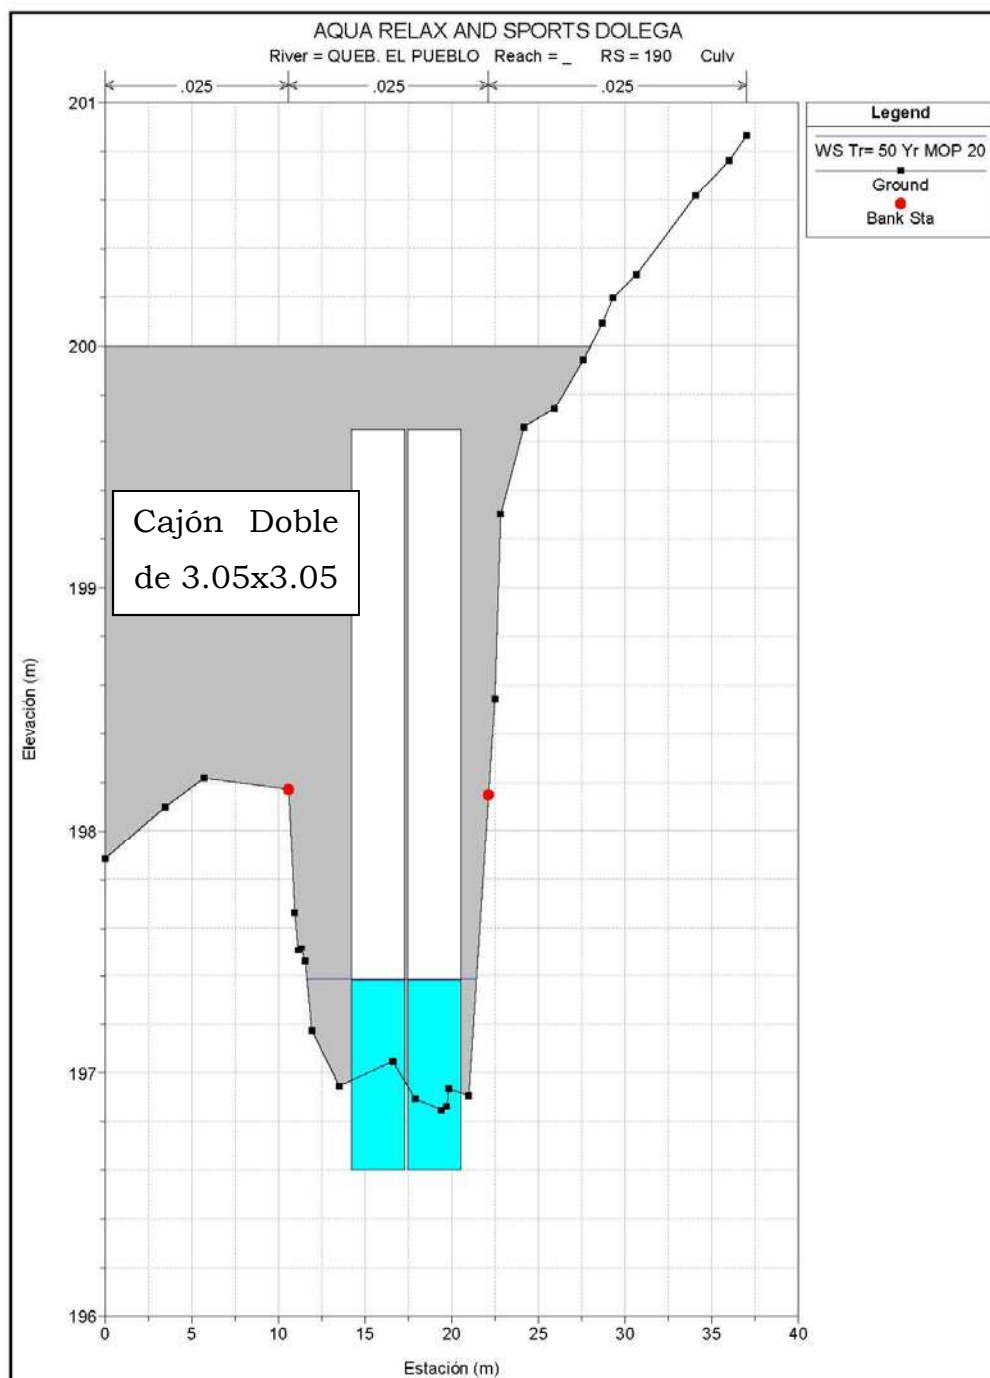 AQUA RELAX AND SPORTS DOLEGA
River = QUEB. EL PUEBLO Reach = _ RS = 190 Culv
.025 .025 .025
Legend
WS Tr= 50 Yr MOP 20
Ground
Bank Sta
201
200
199
198
197
196
Cajón Doble
de 3.05x3.05
Elevación (m)
0 5 10 15 20 25 30 35 40
Estación (m)